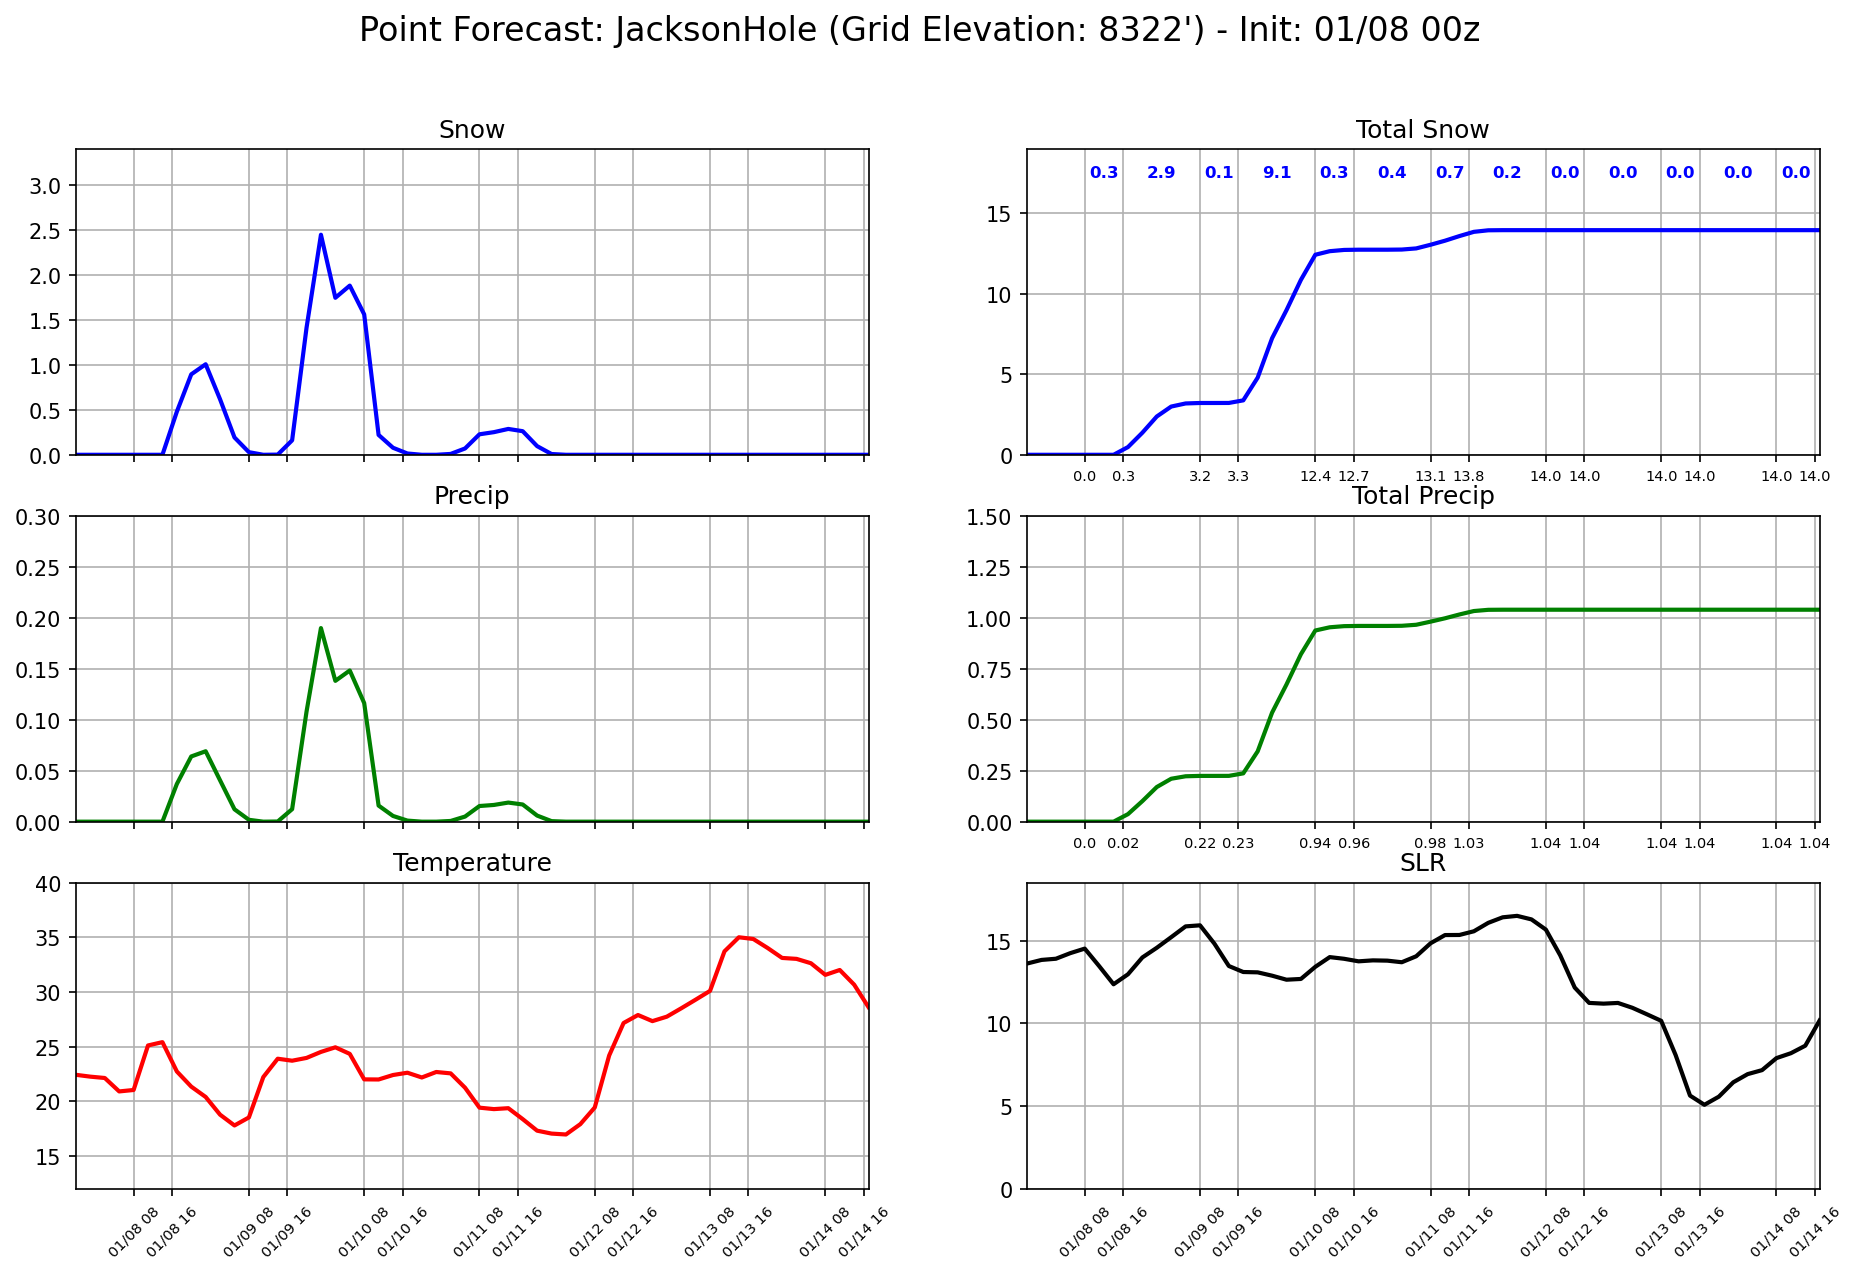 Point Forecast: JacksonHole (Grid Elevation: 8322') - Init: 01/08 00z
Snow
3.0
2.5
2.0
1.5
1.0
0.5
0.0
Total Snow
0.3 2.9 0.1 9.1 0.3 0.4 0.7 0.2 0.0 0.0 0.0 0.0 0.0
15
10
5
0
0.0 0.3 3.2 3.3 12.4 12.7 13.1 13.8 14.0 14.0 14.0 14.0 14.0 14.0
Precip
0.30
0.25
0.20
0.15
0.10
0.05
0.00
Total Precip
1.50
1.25
1.00
0.75
0.50
0.25
0.00
0.0 0.02 0.22 0.23 0.94 0.96 0.98 1.03 1.04 1.04 1.04 1.04 1.04 1.04
Temperature
40
35
30
25
20
15
01/08 08 01/08 16 01/09 08 01/09 16 01/10 08 01/10 16 01/11 08 01/11 16 01/12 08 01/12 16 01/13 08 01/13 16 01/14 08 01/14 16
SLR
15
10
5
0
01/08 08 01/08 16 01/09 08 01/09 16 01/10 08 01/10 16 01/11 08 01/11 16 01/12 08 01/12 16 01/13 08 01/13 16 01/14 08 01/14 16